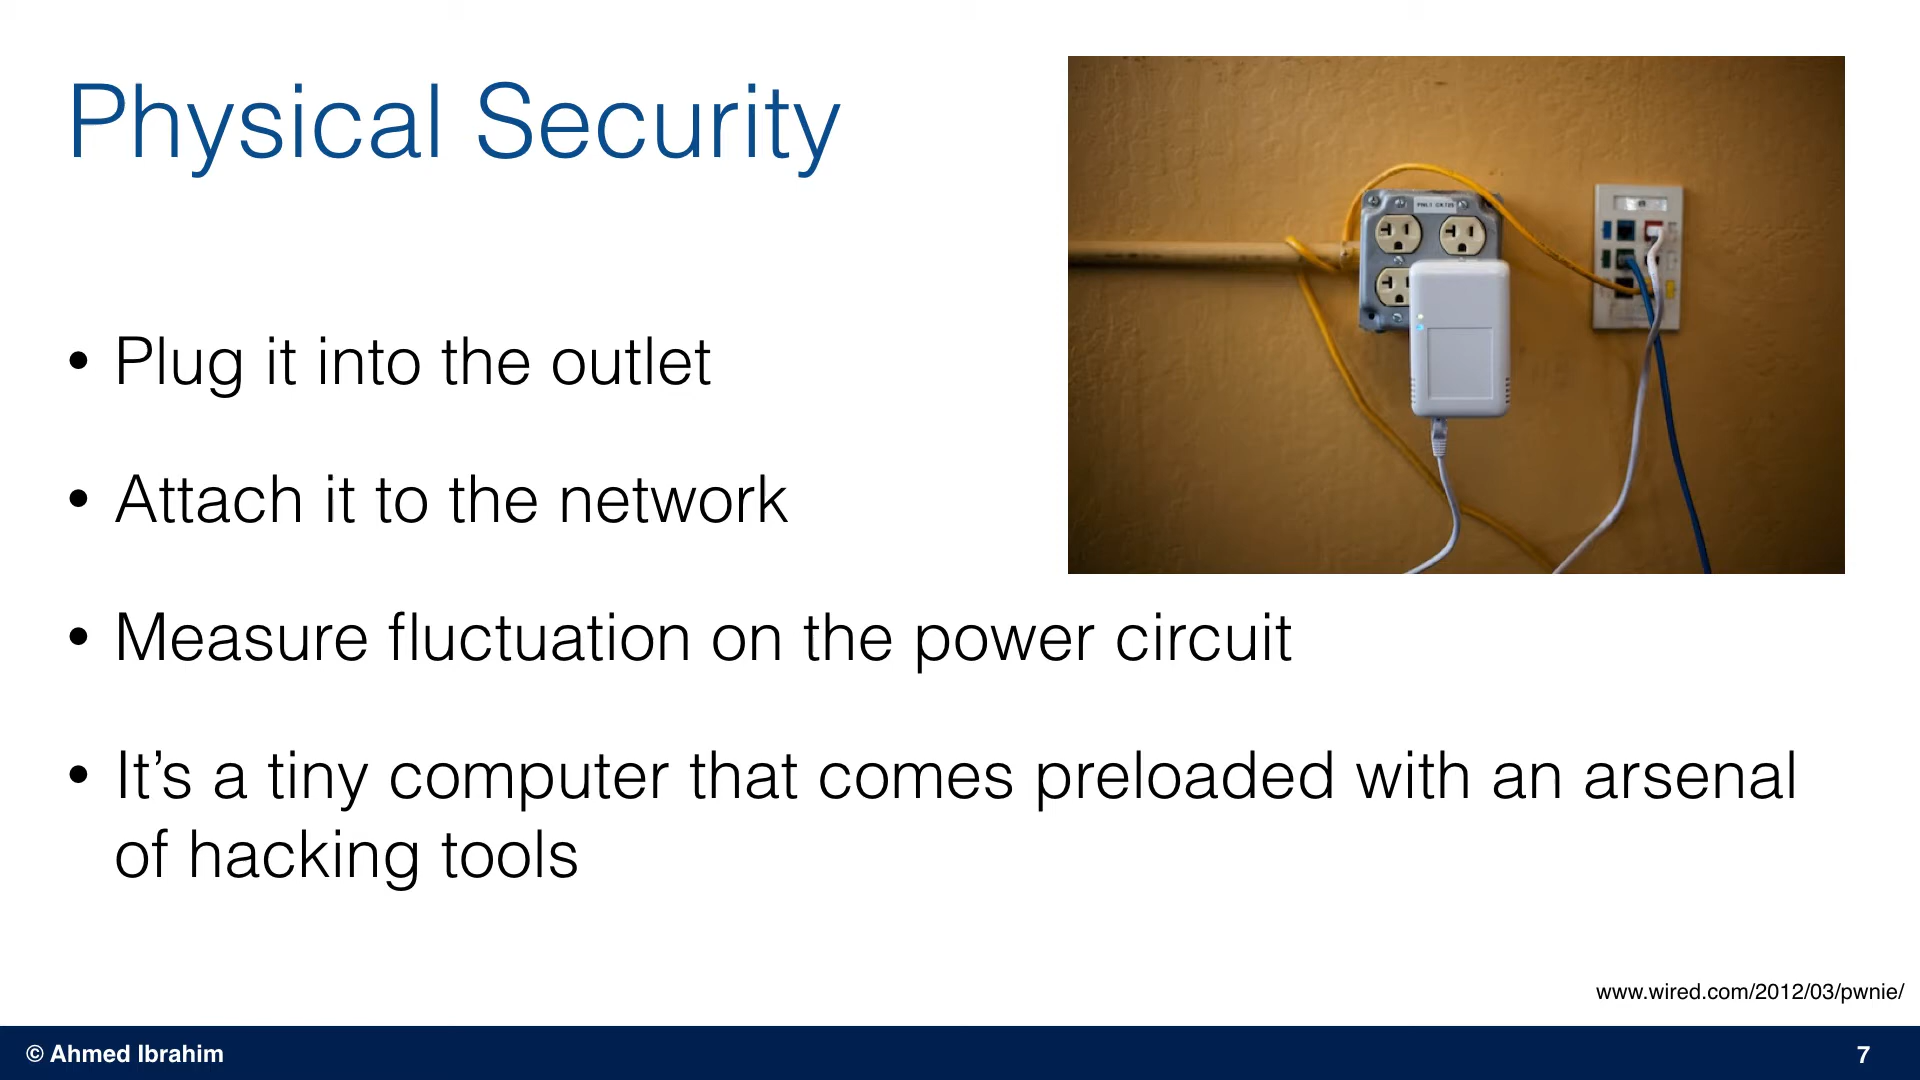 Physical Security
• Plug it into the outlet
• Attach it to the network
• Measure fluctuation on the power circuit
• It’s a tiny computer that comes preloaded with an arsenal
of hacking tools
www.wired.com/2012/03/pwnie/
© Ahmed Ibrahim
7